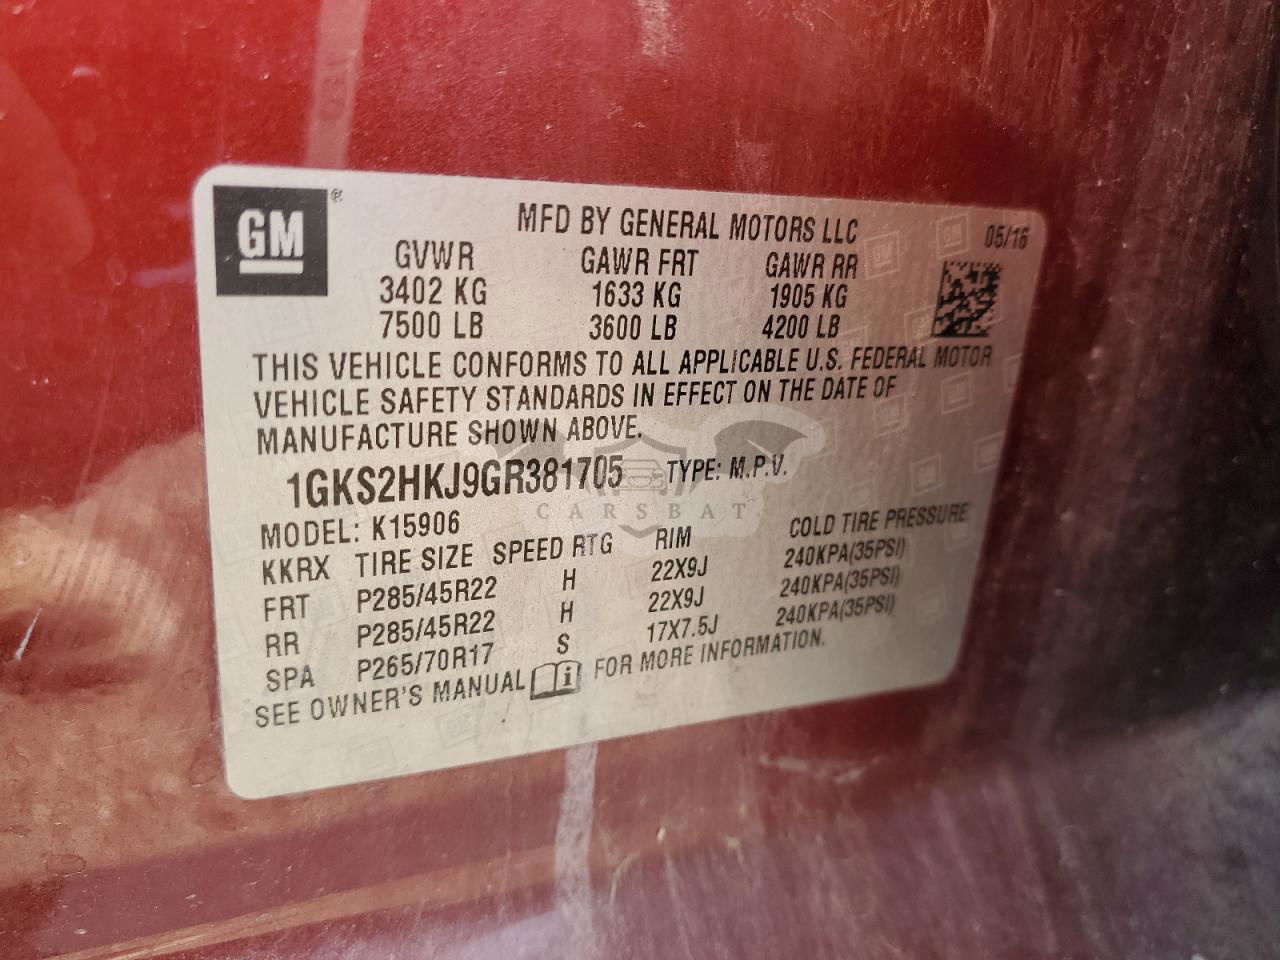 GM ®
MFD BY GENERAL MOTORS LLC 05/16
GVWR GAWR FRT GAWR RR
3402 KG 1633 KG 1905 KG
7500 LB 3600 LB 4200 LB
THIS VEHICLE CONFORMS TO ALL APPLICABLE U.S. FEDERAL MOTOR
VEHICLE SAFETY STANDARDS IN EFFECT ON THE DATE OF
MANUFACTURE SHOWN ABOVE.
1GKS2HKJ9GR381705 TYPE: M.P.V.
CARSBAT
MODEL: K15906
KKRX TIRE SIZE SPEED RTG RIM COLD TIRE PRESSURE
FRT P285/45R22 H 22X9J 240KPA(35PSI)
RR P285/45R22 H 22X9J 240KPA(35PSI)
SPA P265/70R17 S 17X7.5J 240KPA(35PSI)
SEE OWNER'S MANUAL i FOR MORE INFORMATION.